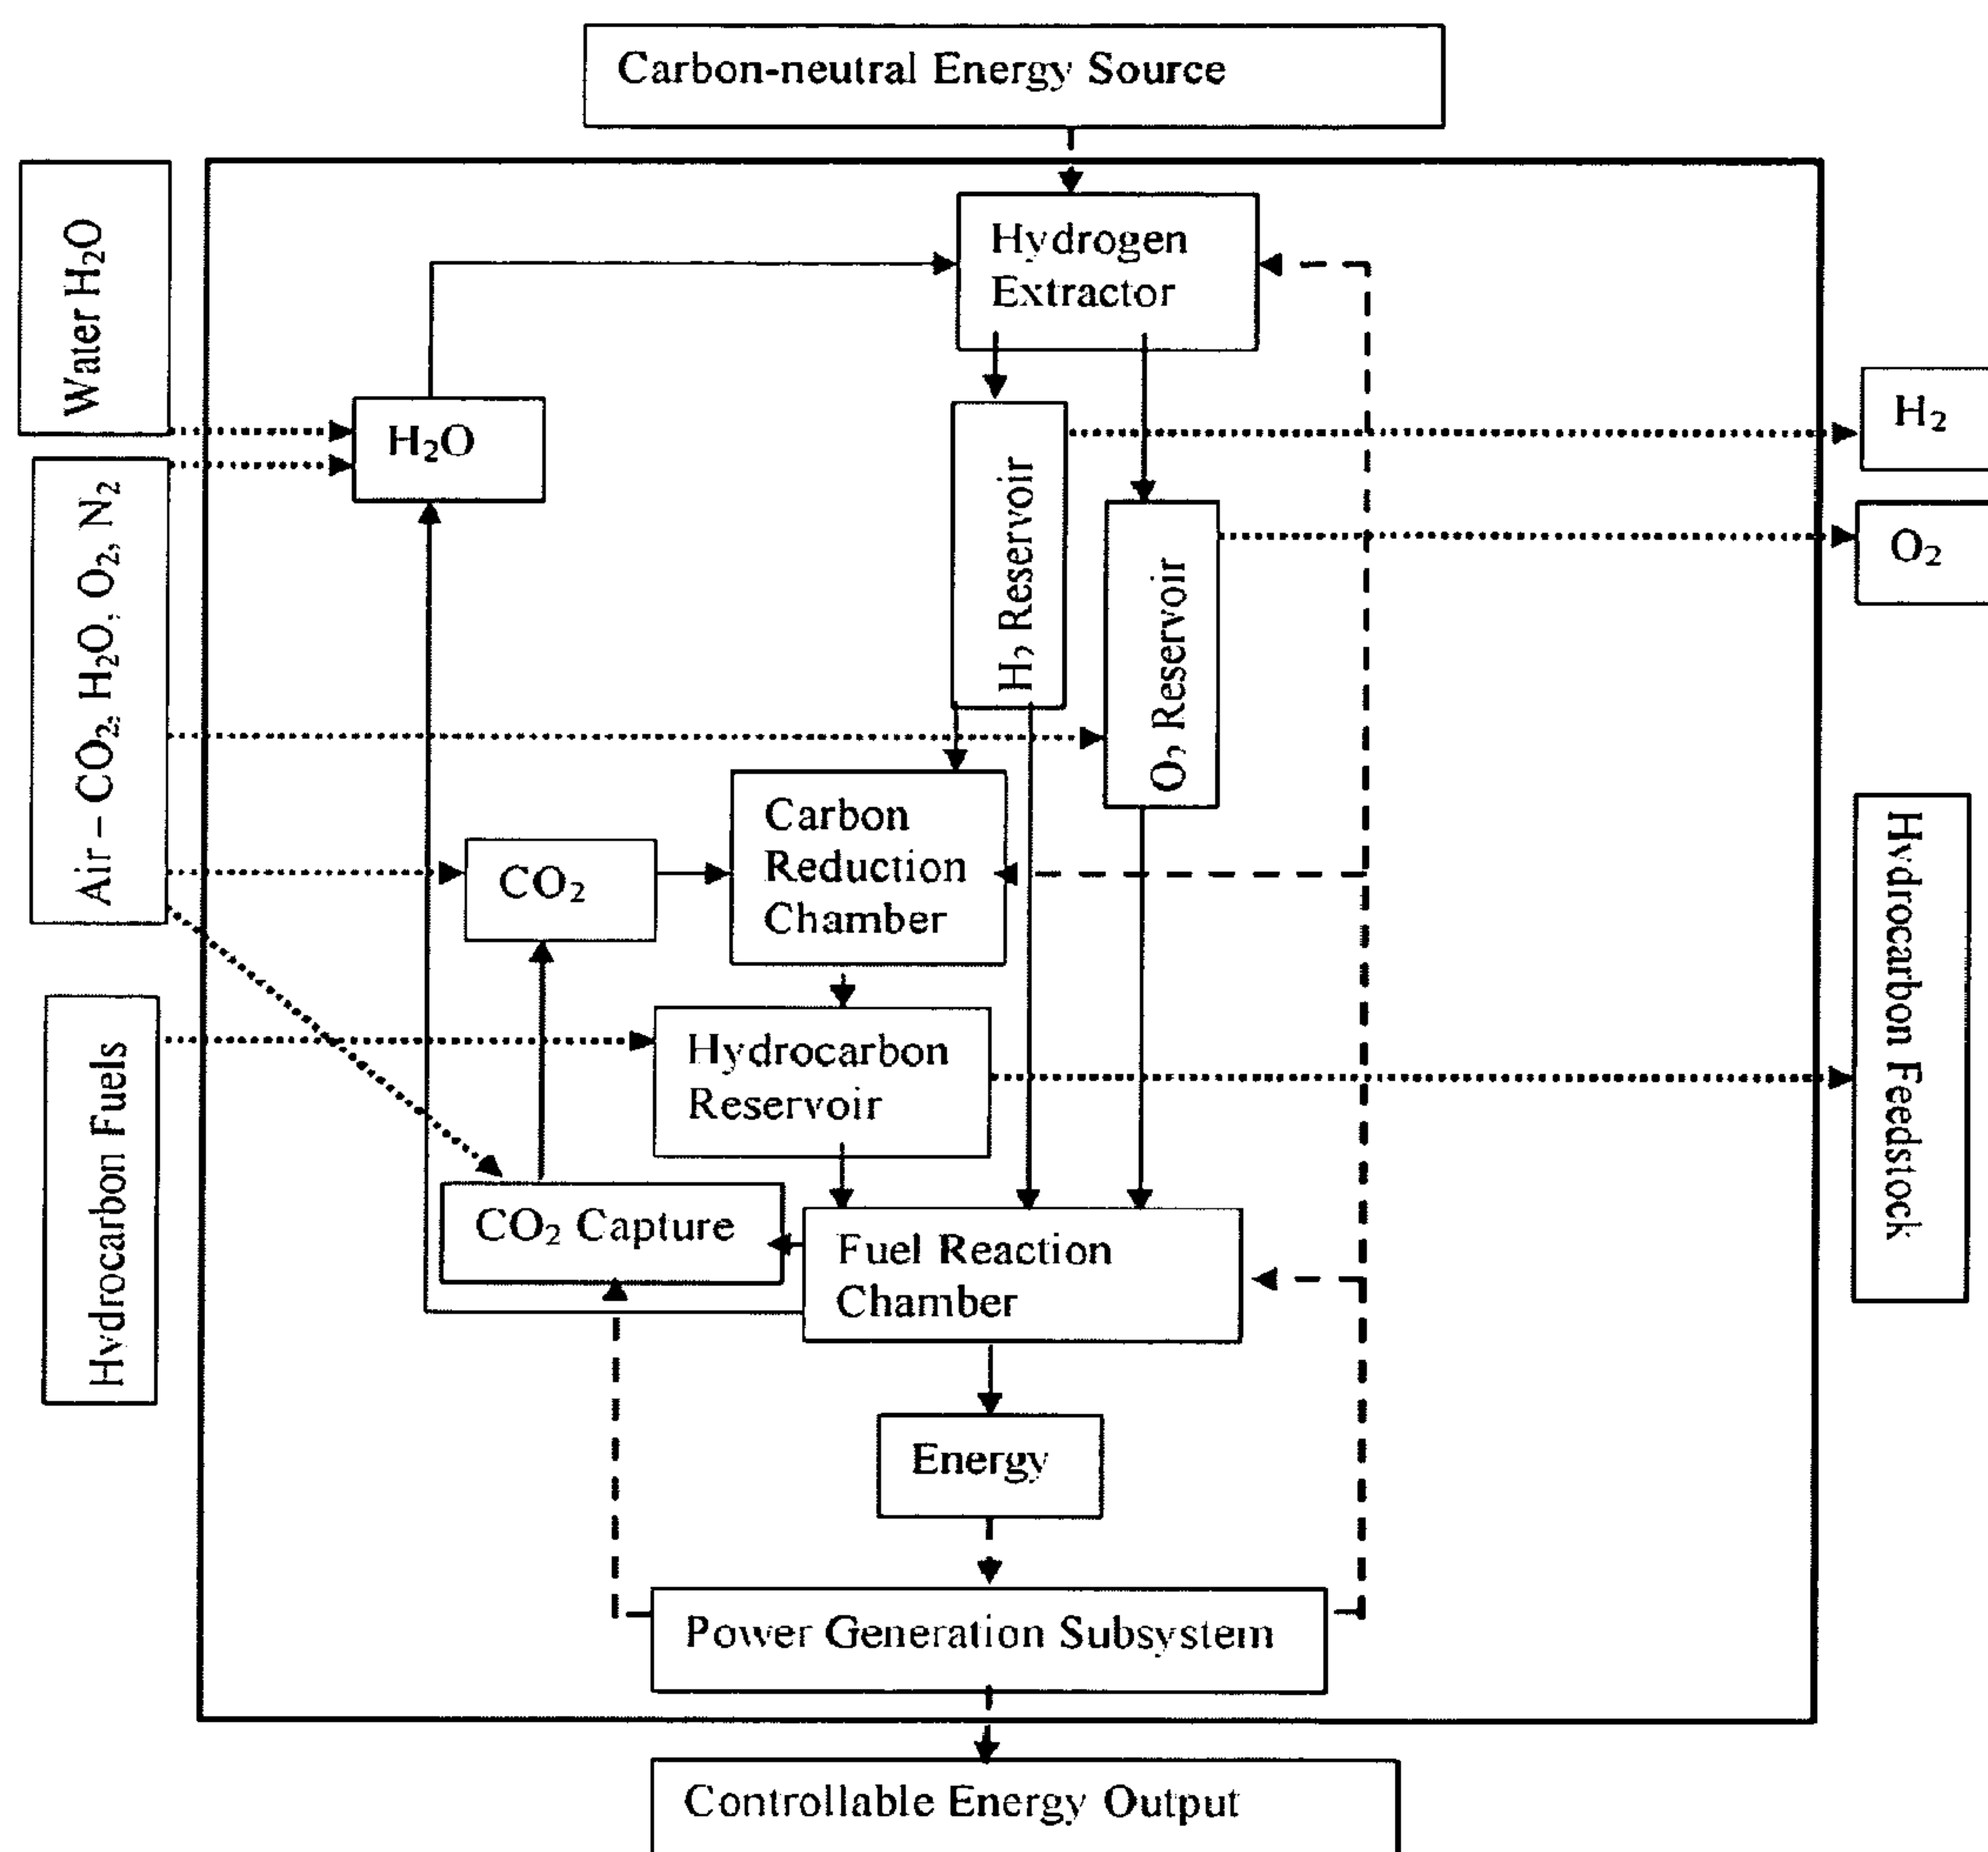 Carbon-neutral Energy Source
Water H₂O
Hydrogen
Extractor
H₂O
H₂
H₂ Reservoir
O₂
O₂ Reservoir
Air – CO₂, H₂O, O₂, N₂
Carbon
Reduction
Chamber
CO₂
Hydrocarbon Feedstock
Hydrocarbon Fuels
Hydrocarbon
Reservoir
CO₂ Capture
Fuel Reaction
Chamber
Energy
Power Generation Subsystem
Controllable Energy Output